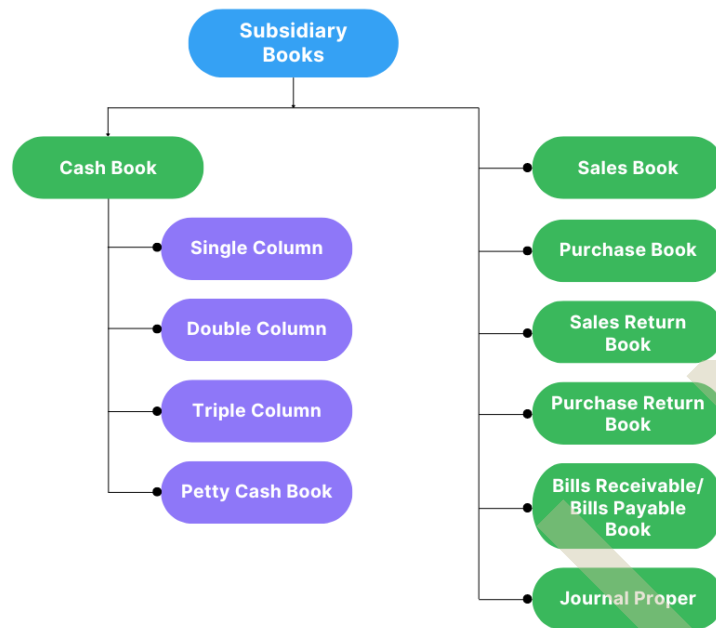 Subsidiary
Books
Cash Book
Single Column
Double Column
Triple Column
Petty Cash Book
Sales Book
Purchase Book
Sales Return
Book
Purchase Return
Book
Bills Receivable/
Bills Payable
Book
Journal Proper